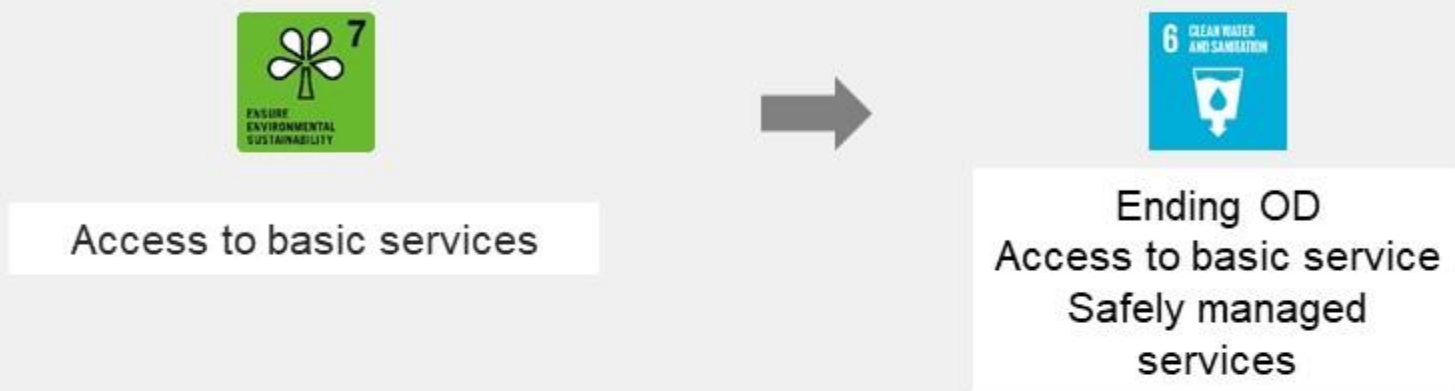 7
ENSURE
ENVIRONMENTAL
SUSTAINABILITY
Access to basic services
6 CLEAN WATER
AND SANITATION
Ending OD
Access to basic service
Safely managed
services